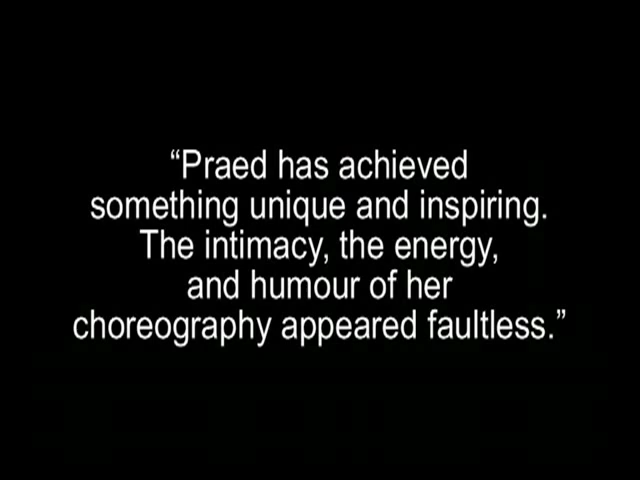 “Praed has achieved
something unique and inspiring.
The intimacy, the energy,
and humour of her
choreography appeared faultless.”